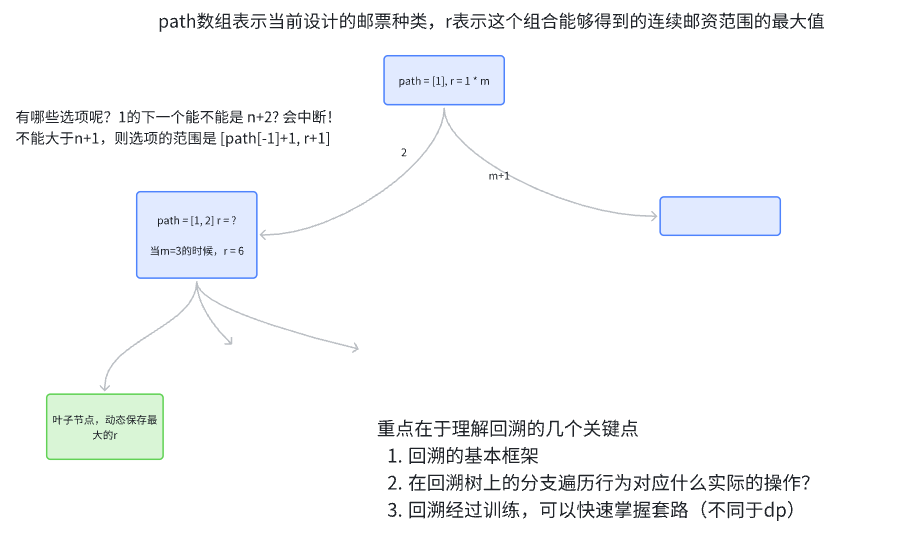 path数组表示当前设计的邮票种类，r表示这个组合能够得到的连续邮资范围的最大值
path = [1], r = 1 * m
有哪些选项呢？1的下一个能不能是 n+2? 会中断！
不能大于n+1，则选项的范围是 [path[-1]+1, r+1]
2
m+1
path = [1, 2] r = ?
当m=3的时候，r = 6
叶子节点，动态保存最
大的r
重点在于理解回溯的几个关键点
1. 回溯的基本框架
2. 在回溯树上的分支遍历行为对应什么实际的操作？
3. 回溯经过训练，可以快速掌握套路（不同于dp）